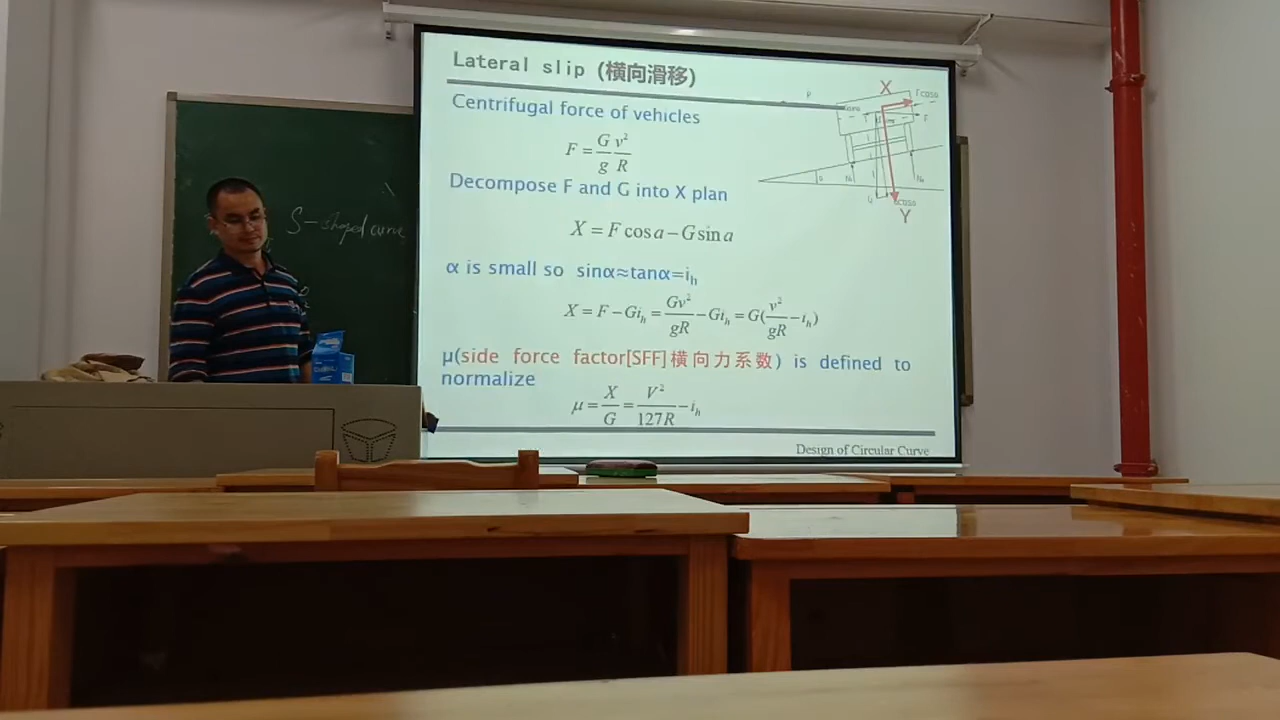 Lateral slip (横向滑移)
Centrifugal force of vehicles
F = G/g v²/R
Decompose F and G into X plan
X = F cos a − G sin a
α is small so sinα≈tanα=i_h
X = F − Gi_h = Gv²/gR − Gi_h = G(v²/gR − i_h)
μ(side force factor[SFF]横向力系数) is defined to
normalize
μ = X/G = V²/127R − i_h
Design of Circular Curve
X
F
Y
S-shaped curve